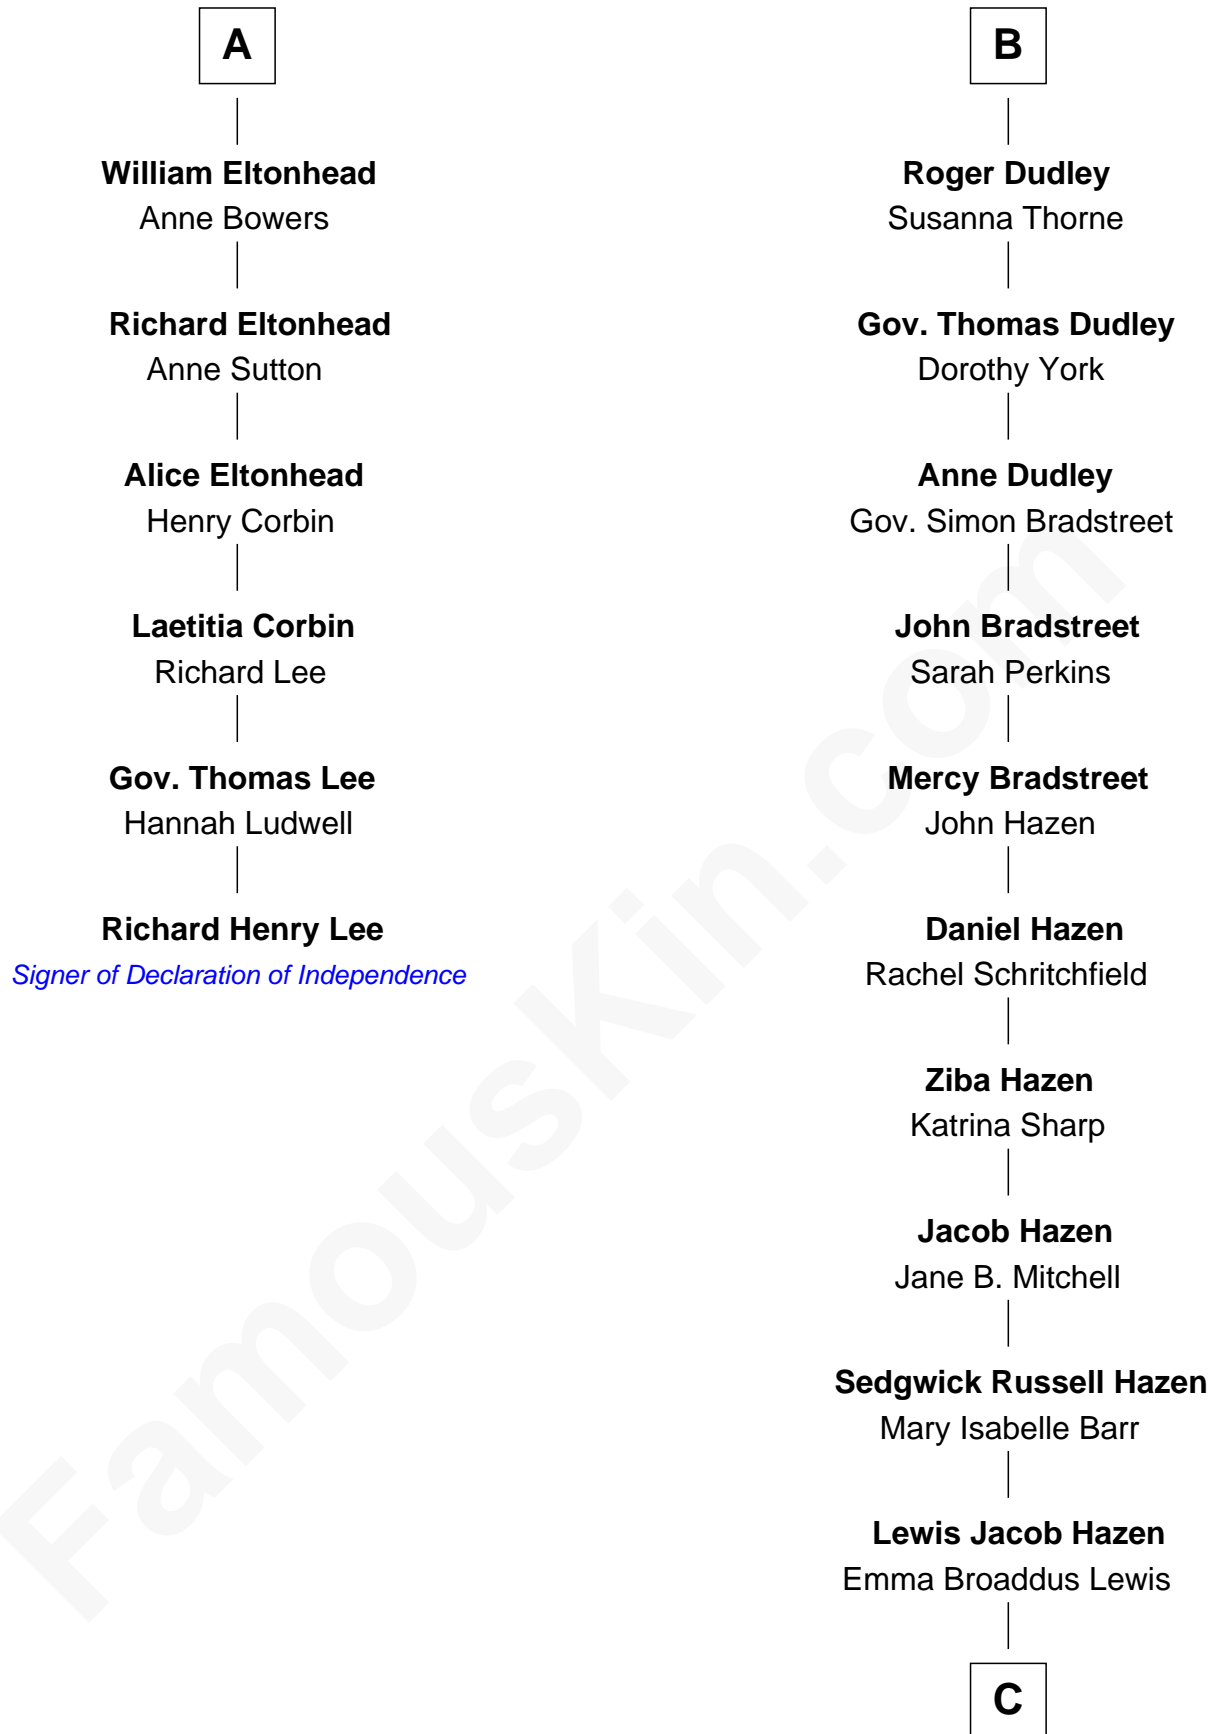 A
William Eltonhead
Anne Bowers
Richard Eltonhead
Anne Sutton
Alice Eltonhead
Henry Corbin
Laetitia Corbin
Richard Lee
Gov. Thomas Lee
Hannah Ludwell
Richard Henry Lee
Signer of Declaration of Independence
B
Roger Dudley
Susanna Thorne
Gov. Thomas Dudley
Dorothy York
Anne Dudley
Gov. Simon Bradstreet
John Bradstreet
Sarah Perkins
Mercy Bradstreet
John Hazen
Daniel Hazen
Rachel Schritchfield
Ziba Hazen
Katrina Sharp
Jacob Hazen
Jane B. Mitchell
Sedgwick Russell Hazen
Mary Isabelle Barr
Lewis Jacob Hazen
Emma Broaddus Lewis
C
FamousKin.com